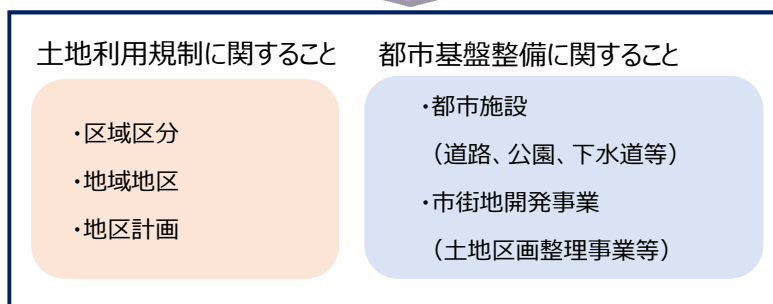 土地利用規制に関すること
・区域区分
・地域地区
・地区計画
都市基盤整備に関すること
・都市施設
（道路、公園、下水道等）
・市街地開発事業
（土地区画整理事業等）